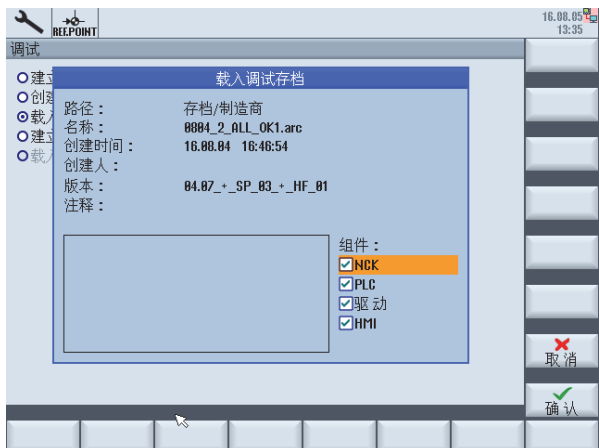 16.08.05
13:35
REF.POINT
调试
建立
创建
载入
建立
载入
载入调试存档
路径： 存档/制造商
名称： 0804_2_ALL_OK1.arc
创建时间： 16.08.04 16:46:54
创建人：
版本： 04.07_+_SP_03_+_HF_01
注释：
组件：
NCK
PLC
驱动
HMI
取消
确认